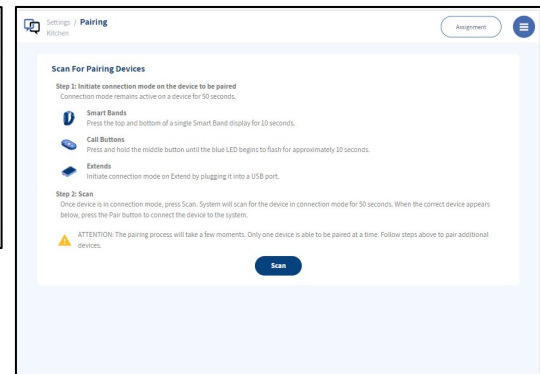 Settings / Pairing
Kitchen
Assignment
Scan For Pairing Devices
Step 1: Initiate connection mode on the device to be paired
Connection mode remains active on a device for 50 seconds.
Smart Bands
Press the top and bottom of a single Smart Band display for 10 seconds.
Call Buttons
Press and hold the middle button until the blue LED begins to flash for approximately 10 seconds.
Extends
Initiate connection mode on Extend by plugging it into a USB port.
Step 2: Scan
Once device is in connection mode, press Scan. System will scan for the device in connection mode for 50 seconds. When the correct device appears
below, press the Pair button to connect the device to the system.
ATTENTION: The pairing process will take a few moments. Only one device is able to be paired at a time. Follow steps above to pair additional
devices.
Scan